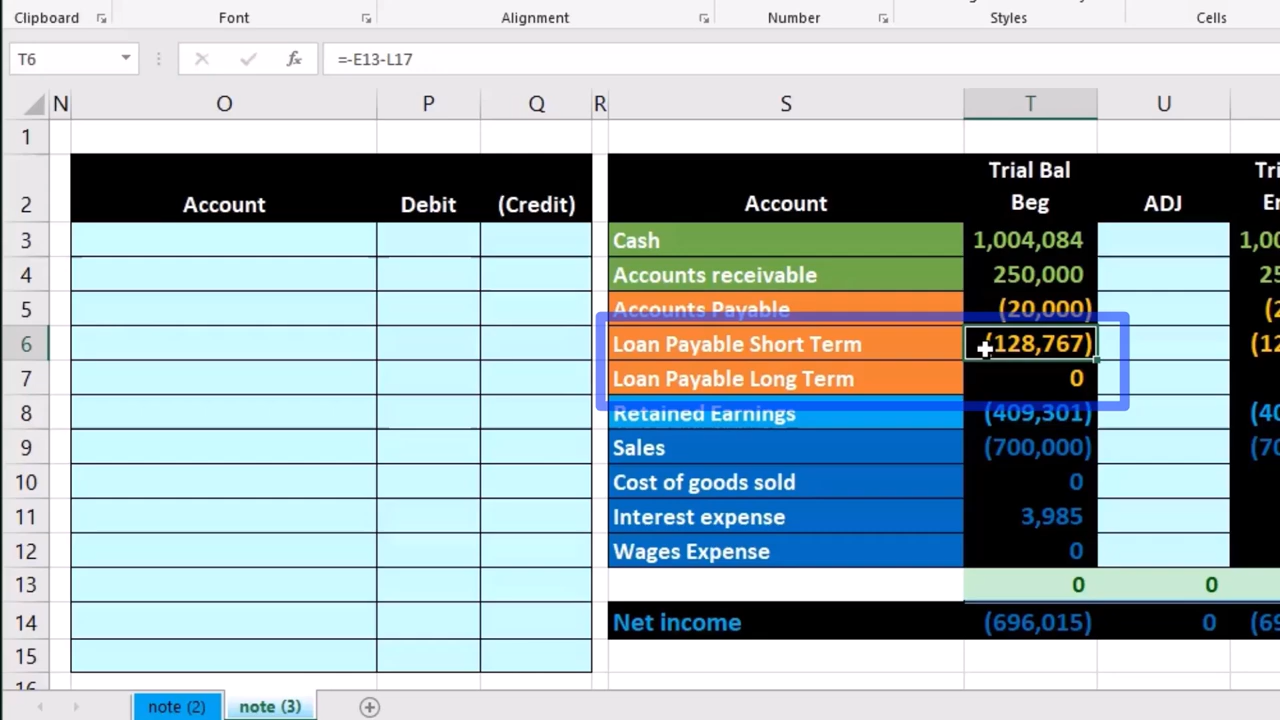 Clipboard Font Alignment Number Styles Cells
T6 fx =-E13-L17
N O P Q R S T U
1
2 Account Debit (Credit) Account Trial Bal Beg ADJ
3 Cash 1,004,084
4 Accounts receivable 250,000
5 Accounts Payable (20,000)
6 Loan Payable Short Term (128,767)
7 Loan Payable Long Term 0
8 Retained Earnings (409,301)
9 Sales (700,000)
10 Cost of goods sold 0
11 Interest expense 3,985
12 Wages Expense 0
13 0 0
14 Net income (696,015) 0
15
note (2) note (3)